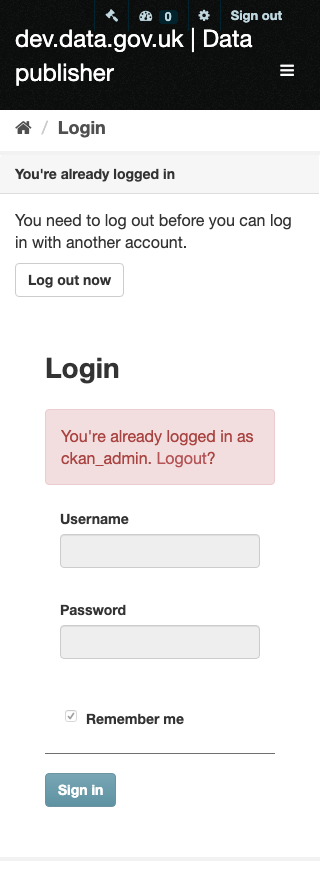 0 Sign out
dev.data.gov.uk | Data
publisher
/ Login
You're already logged in
You need to log out before you can log
in with another account.
Log out now
Login
You're already logged in as
ckan_admin. Logout?
Username
Password
Remember me
Sign in